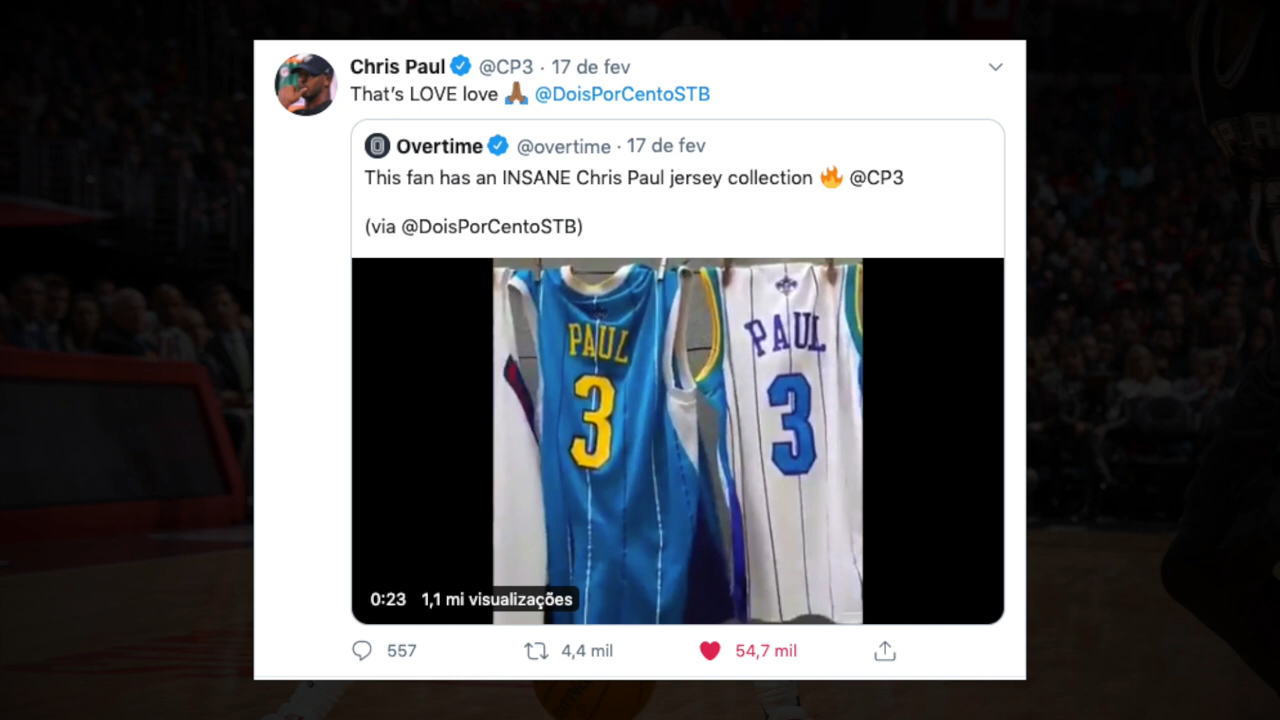 Chris Paul @CP3 · 17 de fev
That's LOVE love 🙏🏾 @DoisPorCentoSTB
Overtime @overtime · 17 de fev
This fan has an INSANE Chris Paul jersey collection 🔥 @CP3
(via @DoisPorCentoSTB)
PAUL
3
PAUL
3
0:23 1,1 mi visualizações
557 4,4 mil 54,7 mil